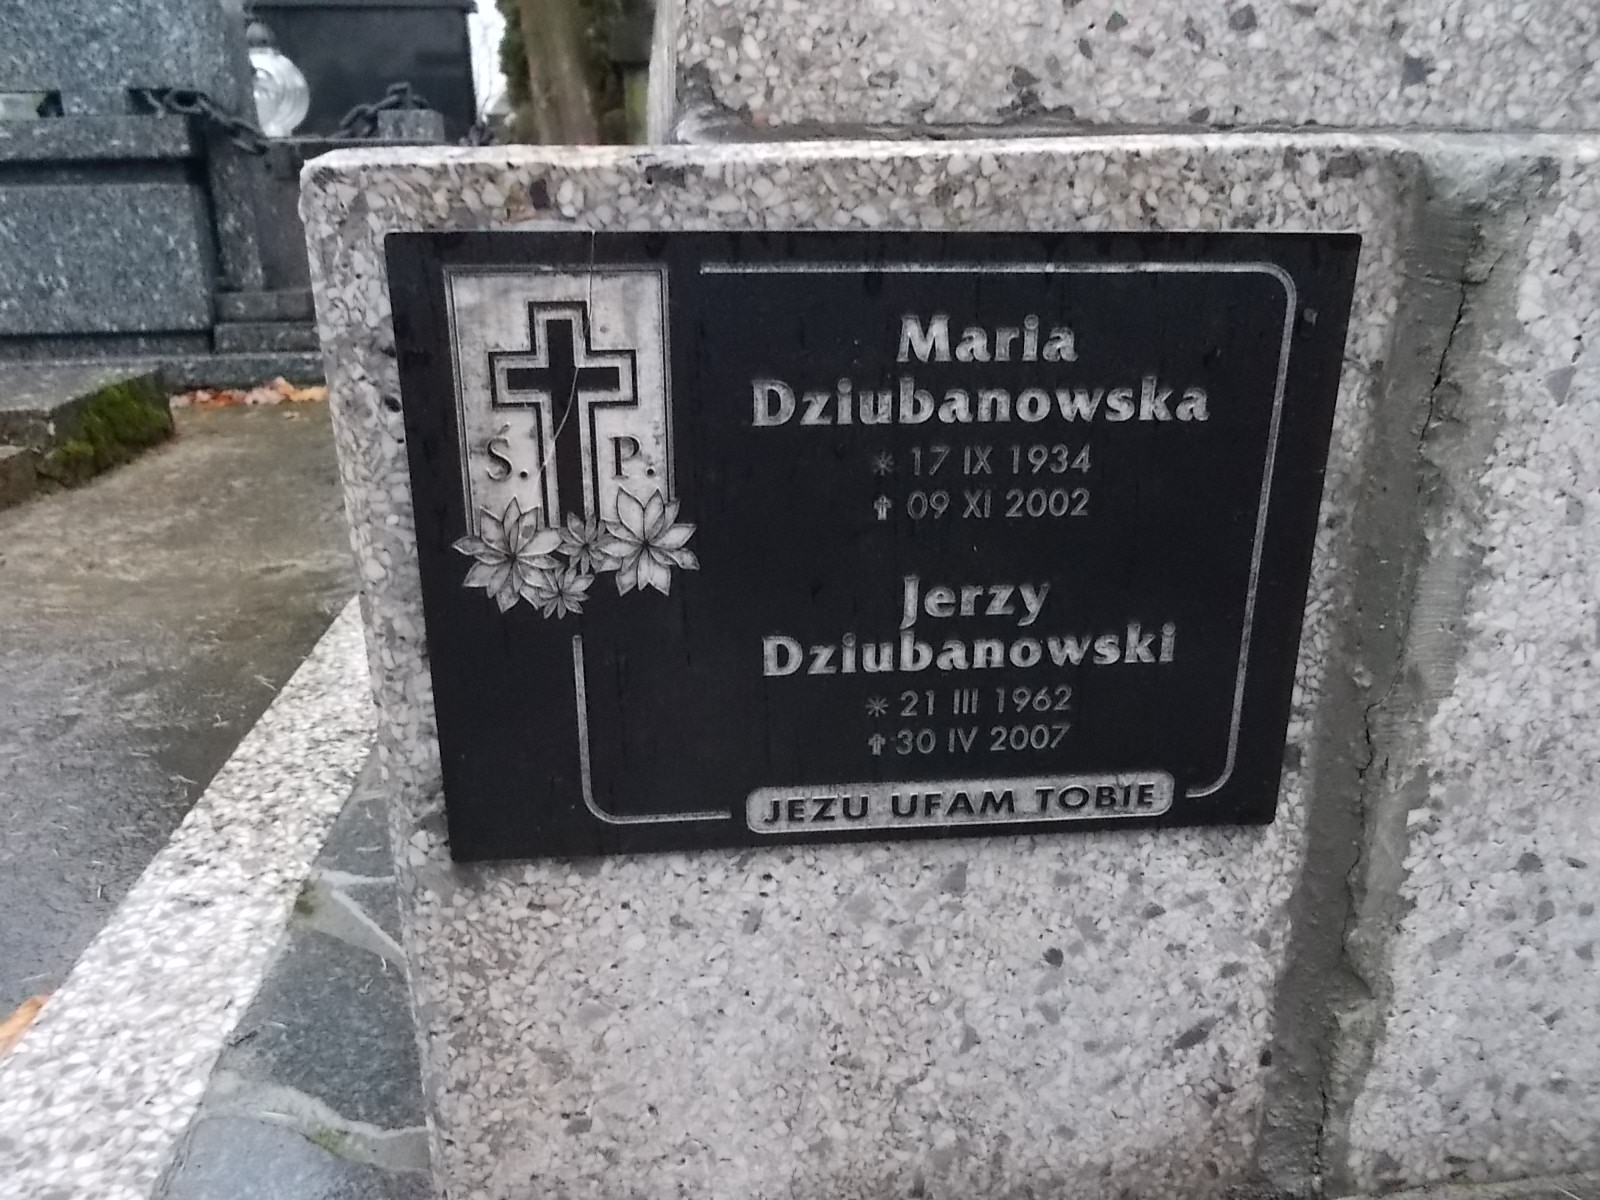 Ś. P.
Maria
Dziubanowska
* 17 IX 1934
✝ 09 XI 2002
Jerzy
Dziubanowski
* 21 III 1962
✝ 30 IV 2007
JEZU UFAM TOBIE